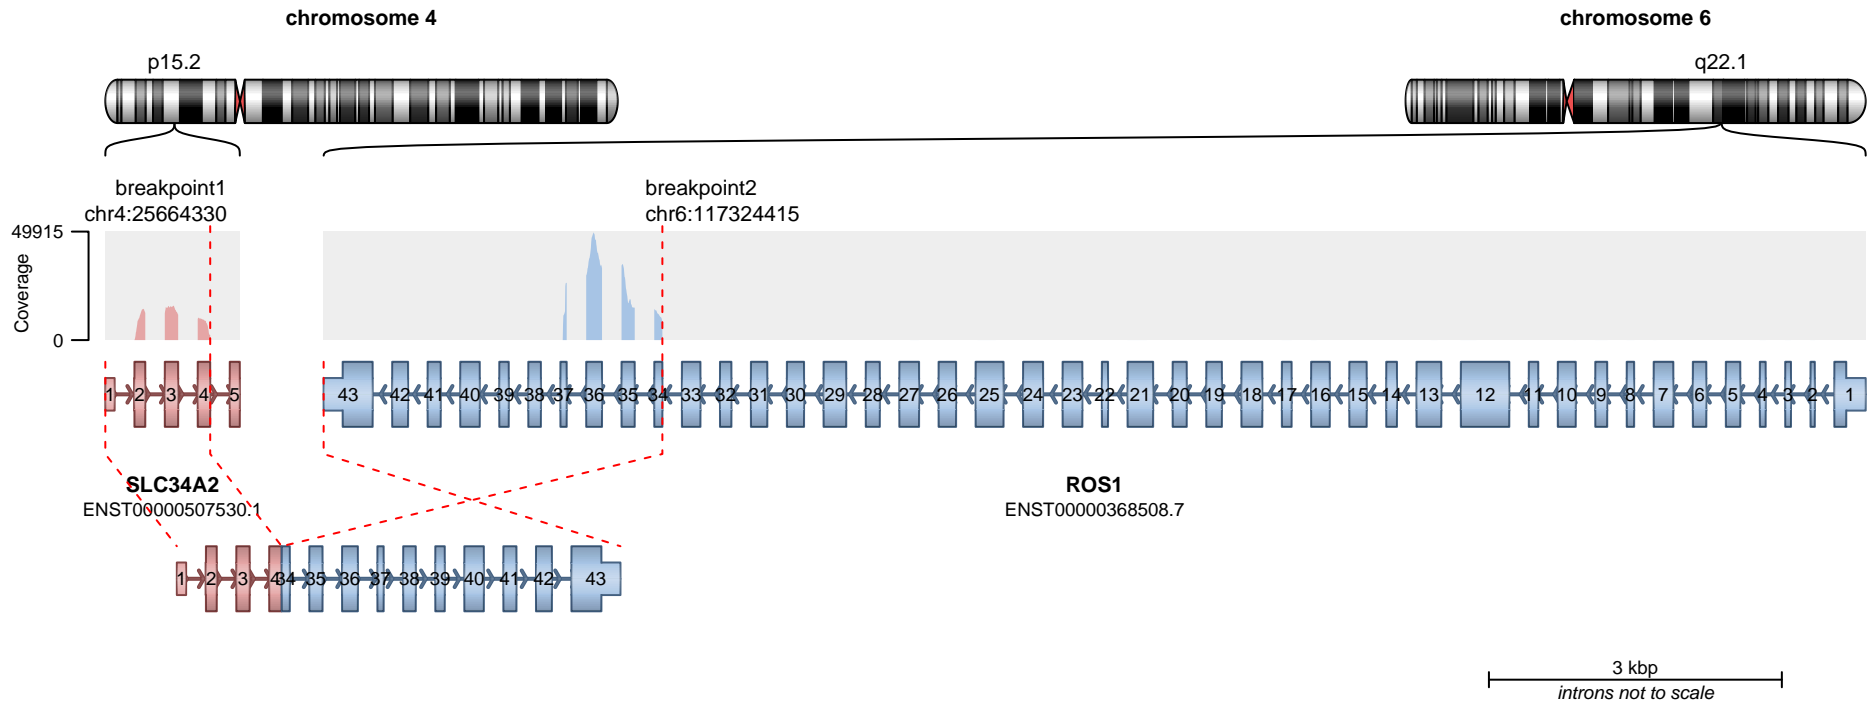 chromosome 4
chromosome 6
p15.2
q22.1
breakpoint1
chr4:25664330
breakpoint2
chr6:117324415
49915
Coverage
0
1 2 3 4 5
43 42 41 40 39 38 37 36 35 34 33 32 31 30 29 28 27 26 25 24 23 22 21 20 19 18 17 16 15 14 13 12 11 10 9 8 7 6 5 4 3 2 1
SLC34A2
ENST00000507530.1
ROS1
ENST00000368508.7
1 2 3 4 34 35 36 37 38 39 40 41 42 43
3 kbp
introns not to scale